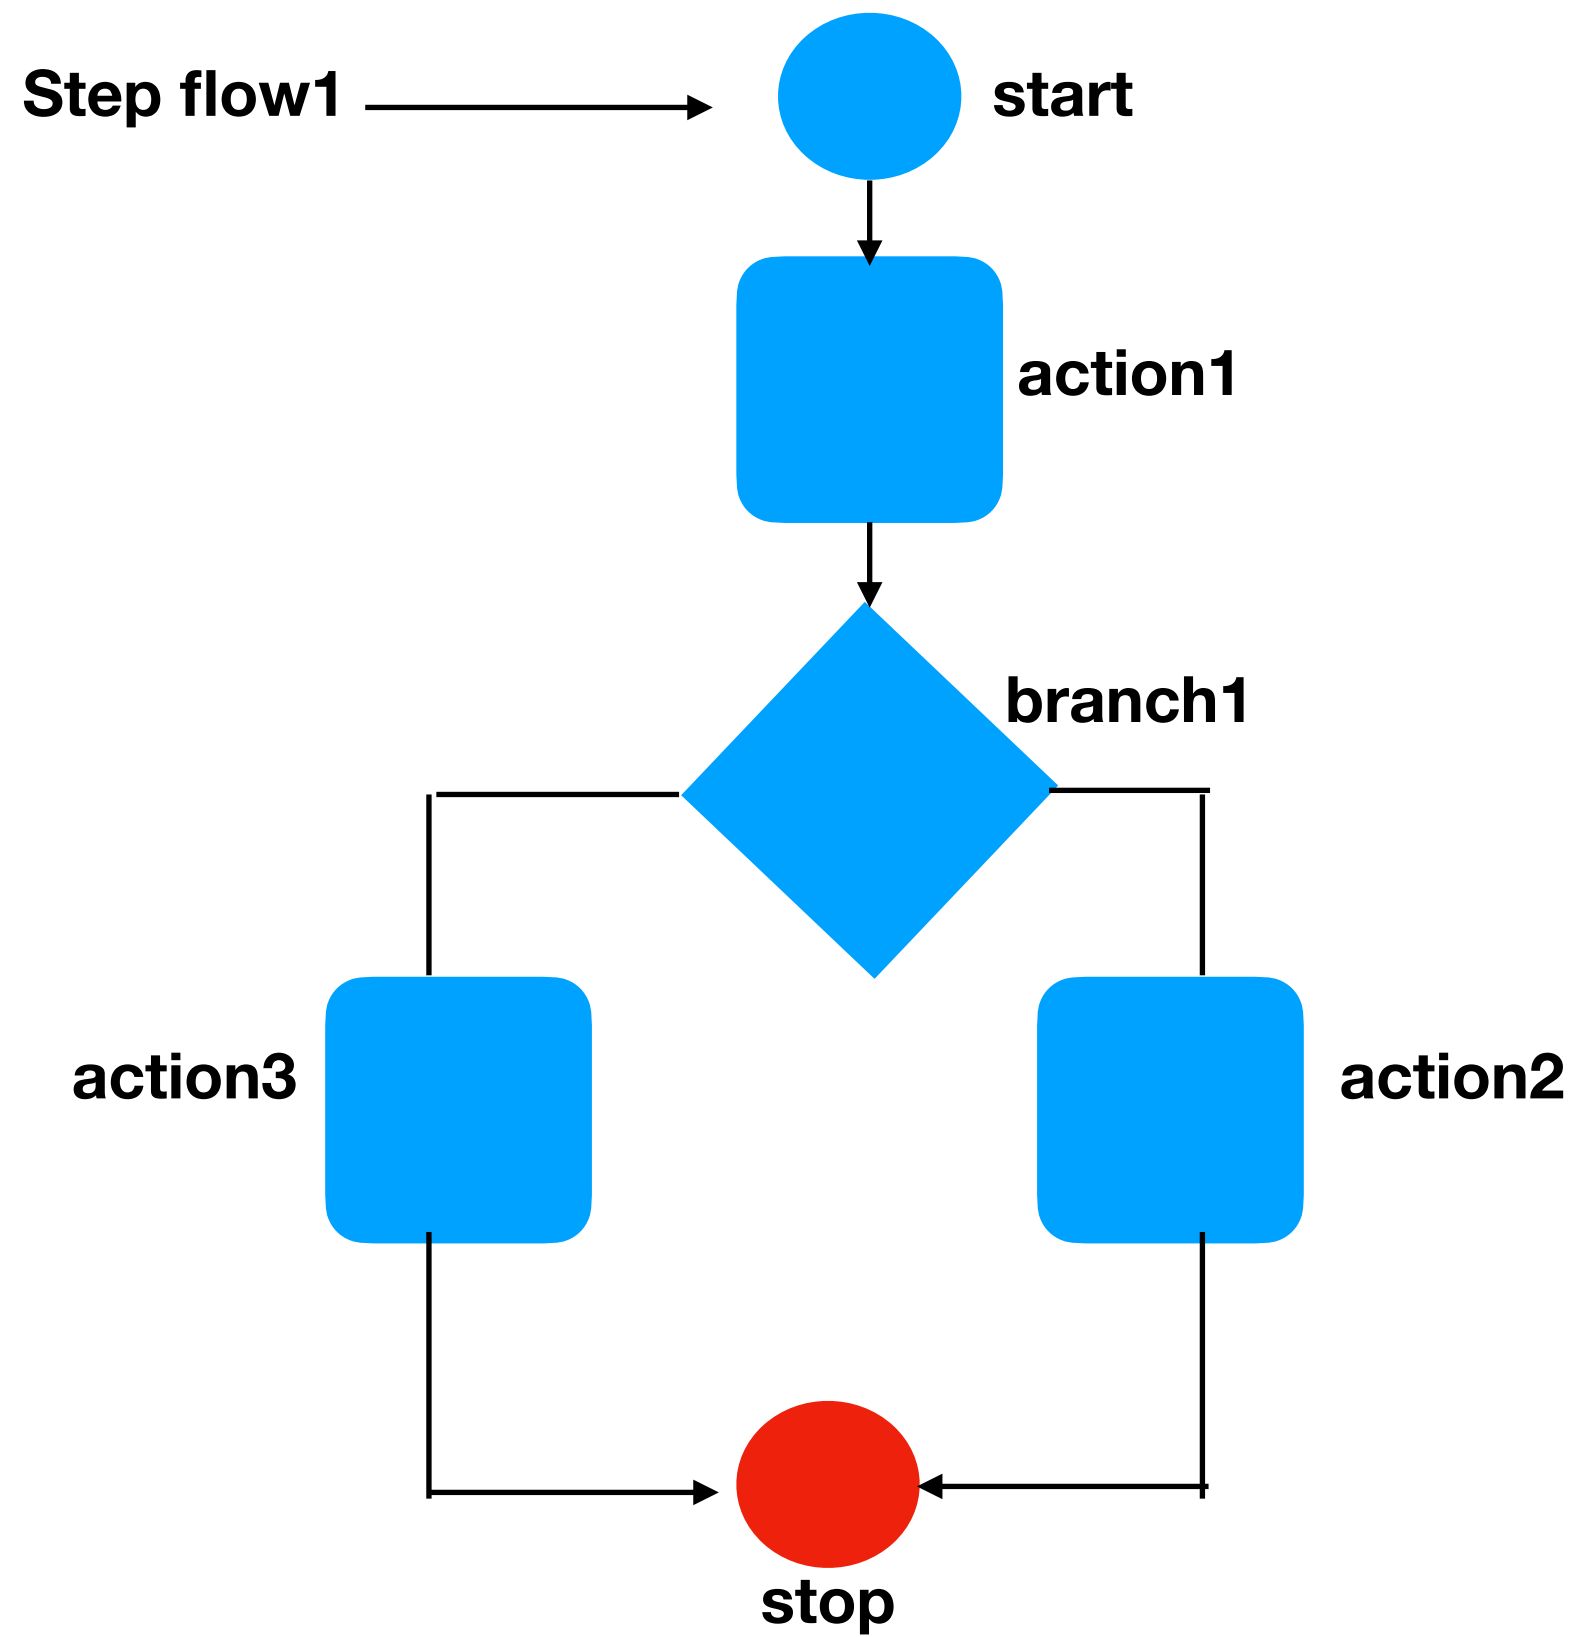 Step flow1
start
action1
branch1
action3
action2
stop